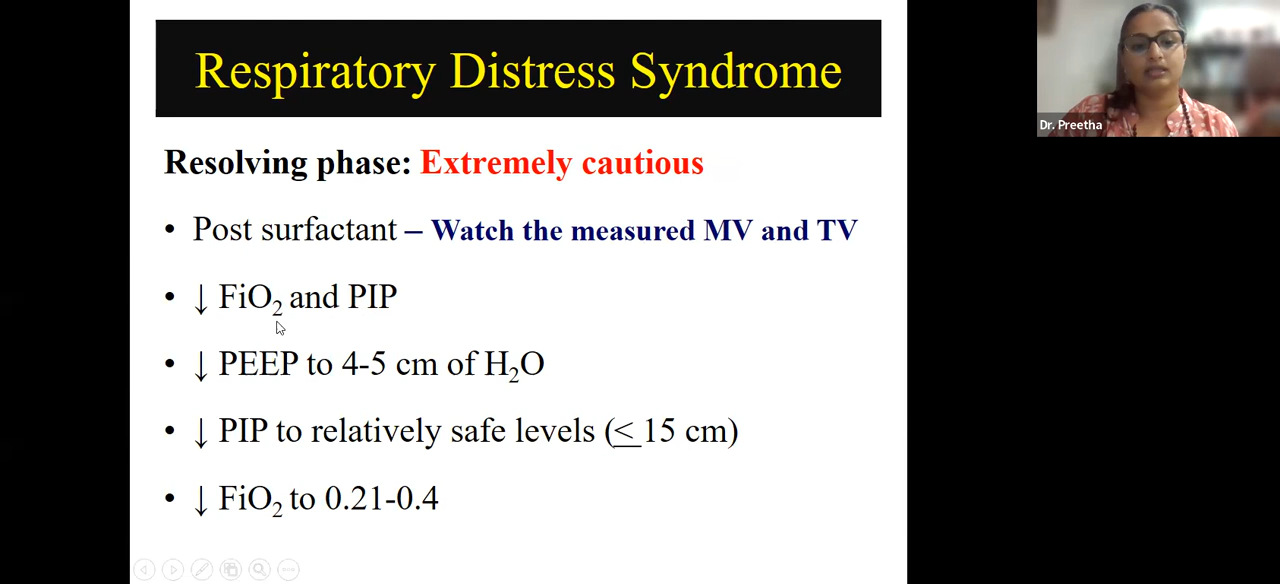 Respiratory Distress Syndrome
Dr. Preetha
Resolving phase: Extremely cautious
• Post surfactant – Watch the measured MV and TV
• ↓ FiO₂ and PIP
• ↓ PEEP to 4-5 cm of H₂O
• ↓ PIP to relatively safe levels (≤ 15 cm)
• ↓ FiO₂ to 0.21-0.4